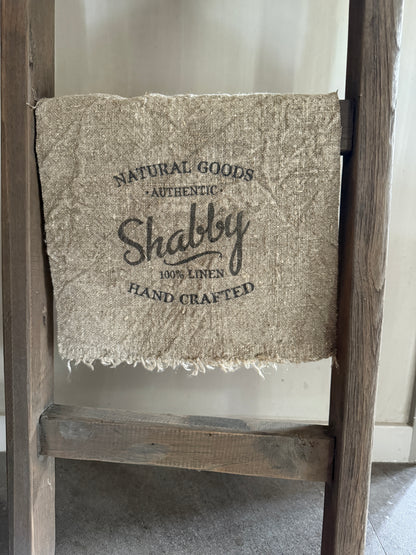 NATURAL GOODS
• AUTHENTIC •
Shabby
100% LINEN
HAND CRAFTED